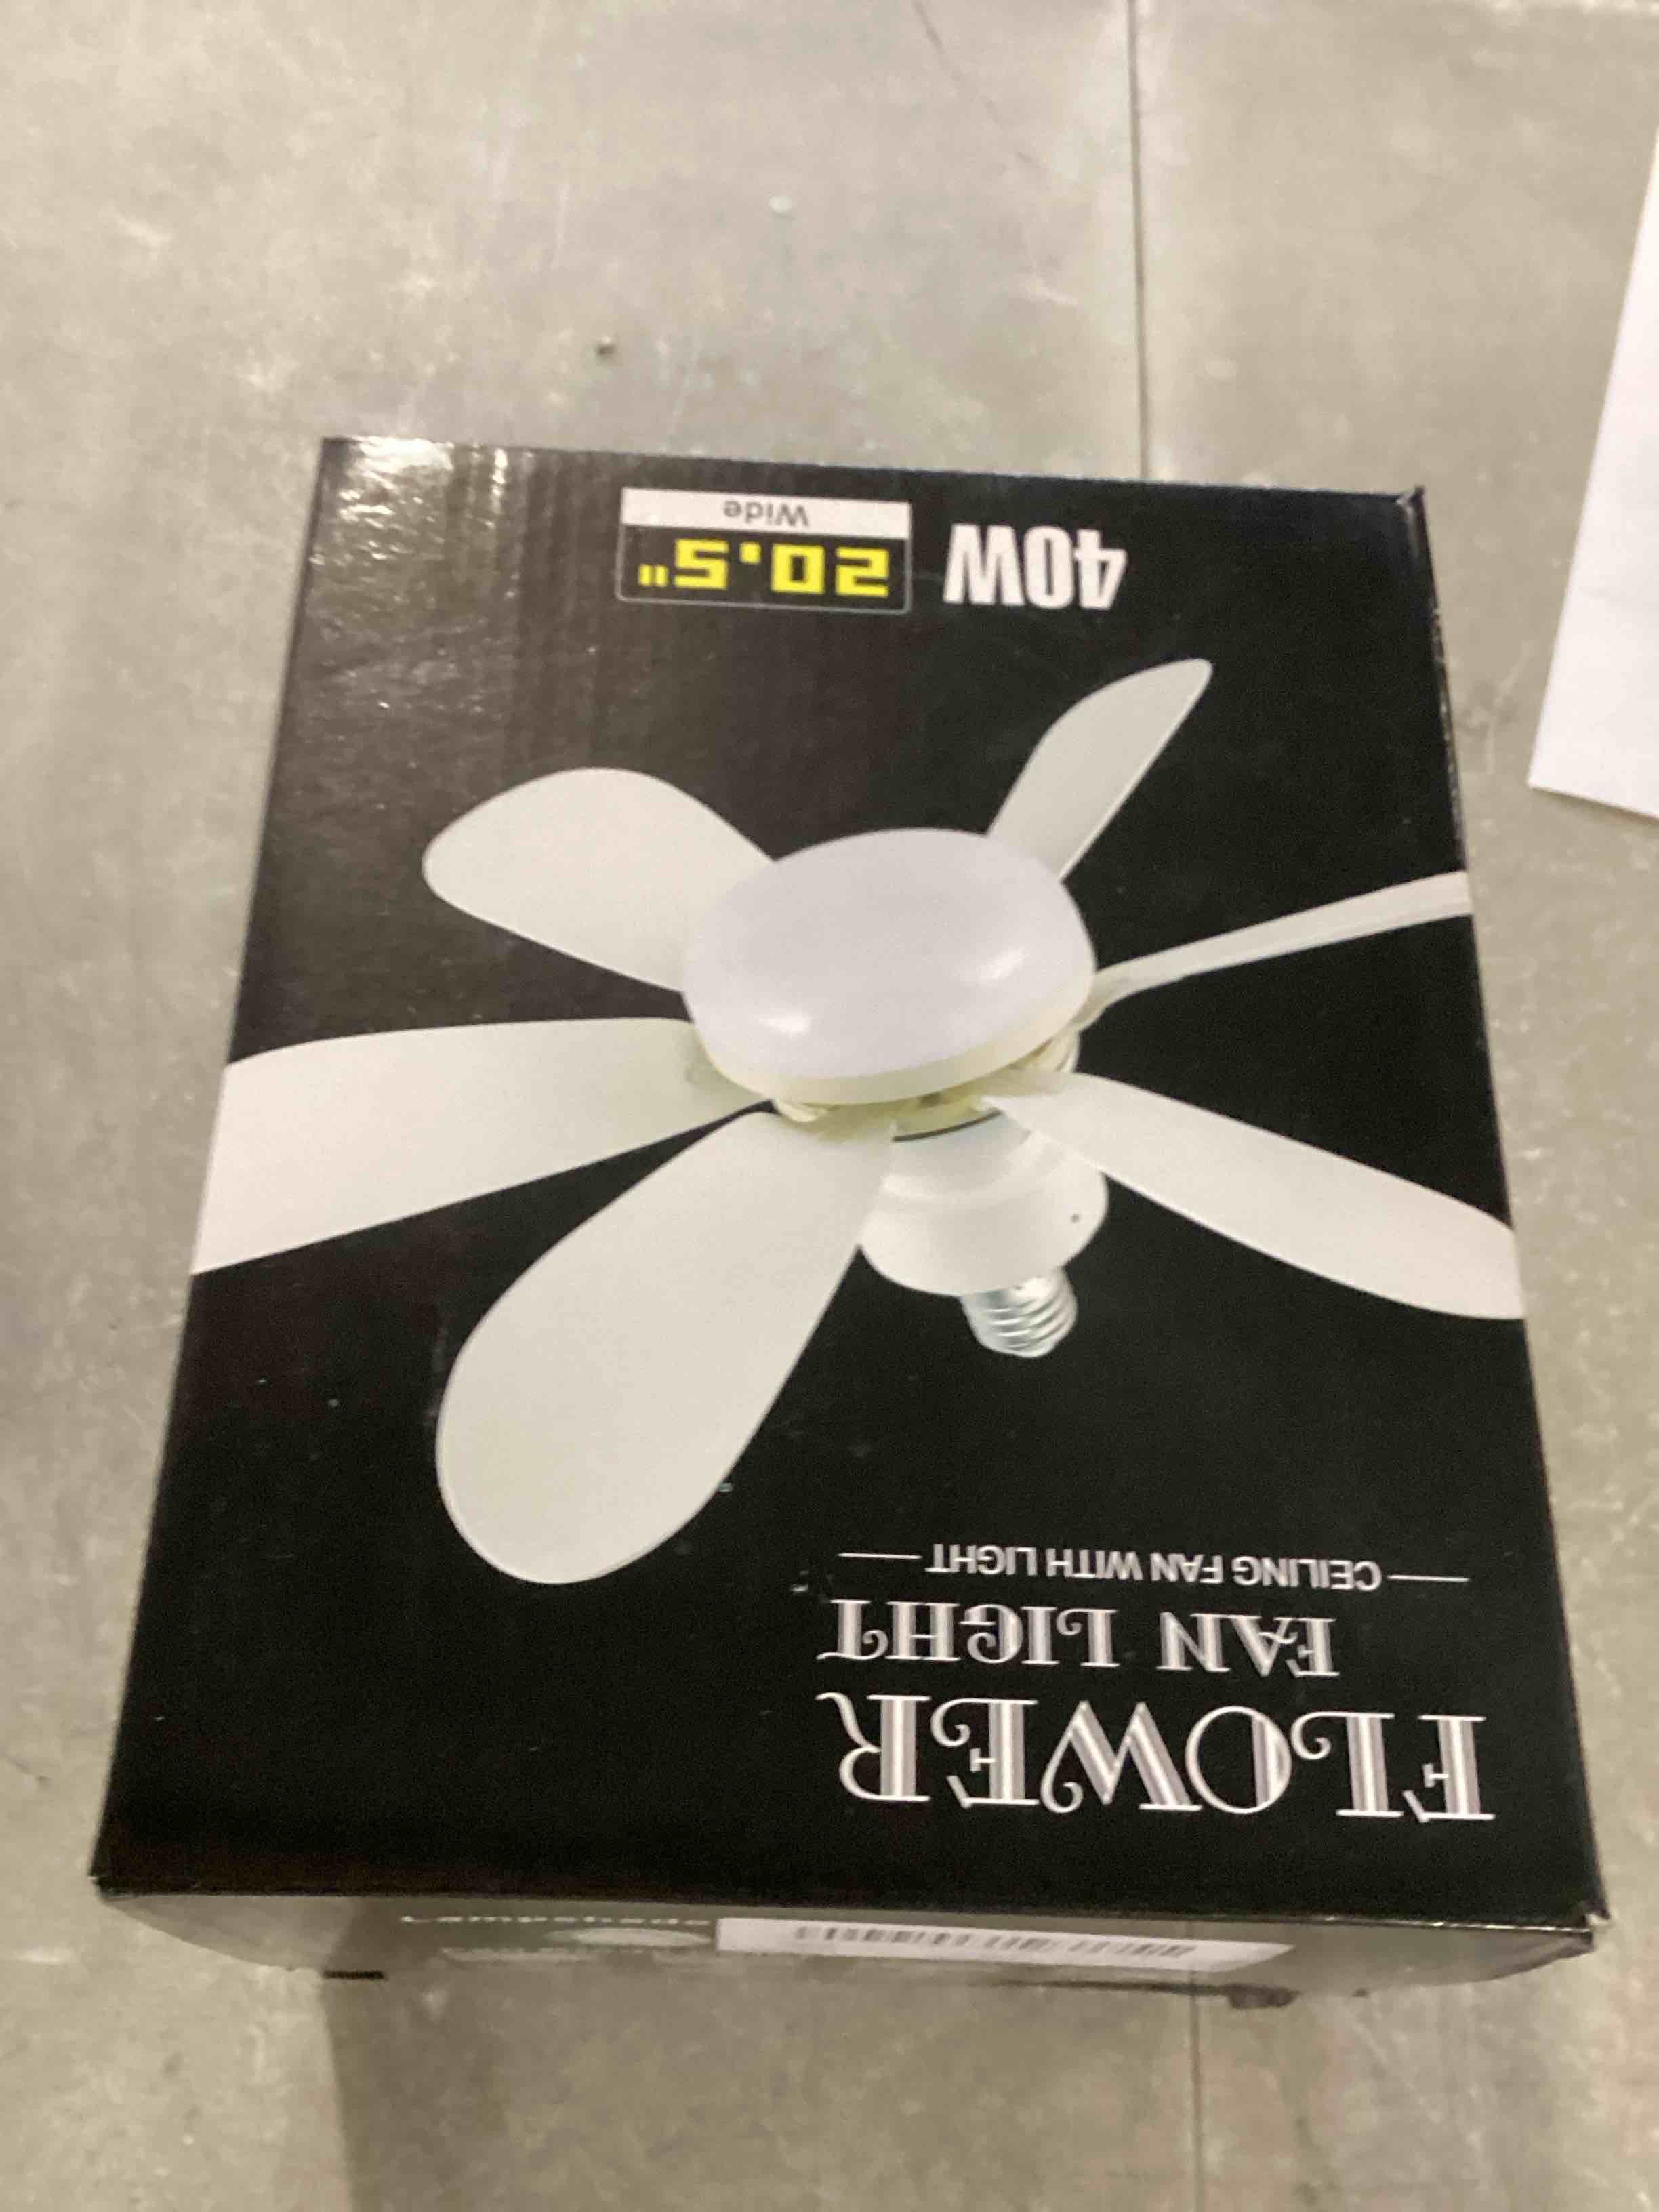 FLOWER
FAN LIGHT
CEILING FAN WITH LIGHT
40W
20.5"
Wide